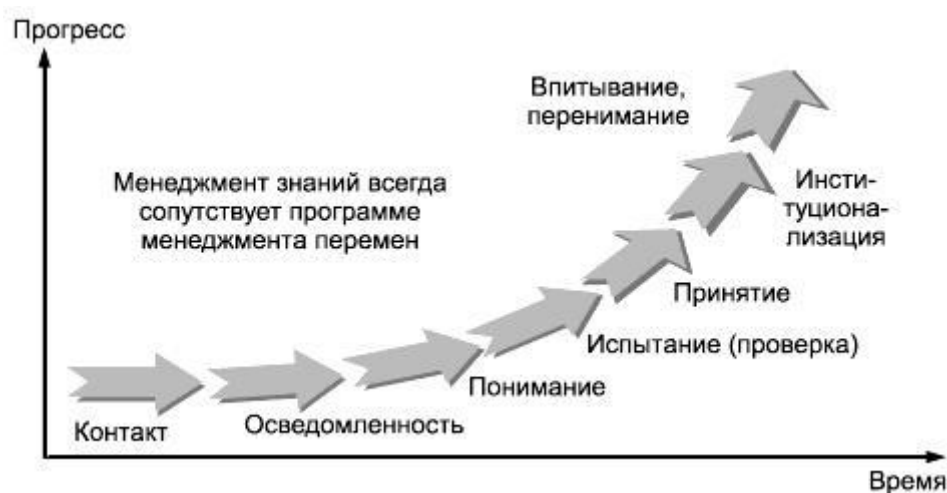 Прогресс
Впитывание,
перенимание
Менеджмент знаний всегда
сопутствует программе
менеджмента перемен
Инсти-
туциона-
лизация
Принятие
Испытание (проверка)
Понимание
Осведомленность
Контакт
Время